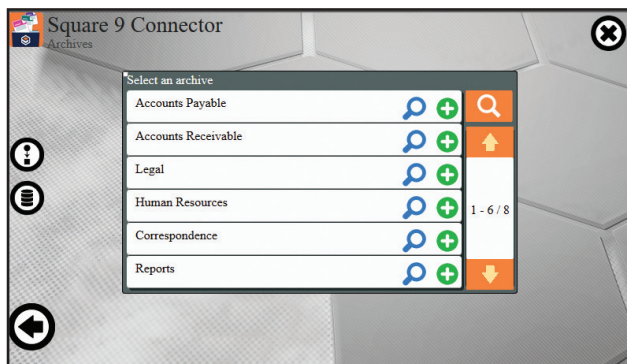 Square 9 Connector
Archives
Select an archive
Accounts Payable
Accounts Receivable
Legal
Human Resources
Correspondence
Reports
1 - 6 / 8